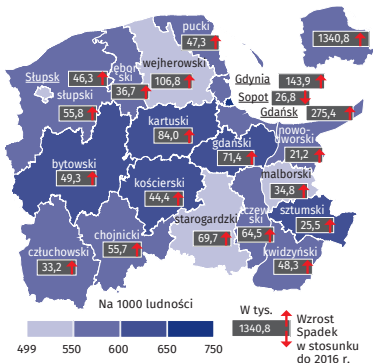 pucki
47,3
1340,8
Słupsk
46,3
lębor-
ski
36,7
wejherowski
106,8
Gdynia
143,9
Sopot
26,8
Gdańsk
275,4
słupski
55,8
kartuski
84,0
gdański
71,4
nowo-
dworski
21,2
bytowski
49,3
kościerski
44,4
malborski
34,8
starogardzki
69,7
tczew-
ski
64,5
sztumski
25,5
chojnicki
55,7
człuchowski
33,2
kwidzyński
48,3
Na 1000 ludności
499 550 600 650 750
W tys.
1340,8
Wzrost
Spadek
w stosunku
do 2016 r.